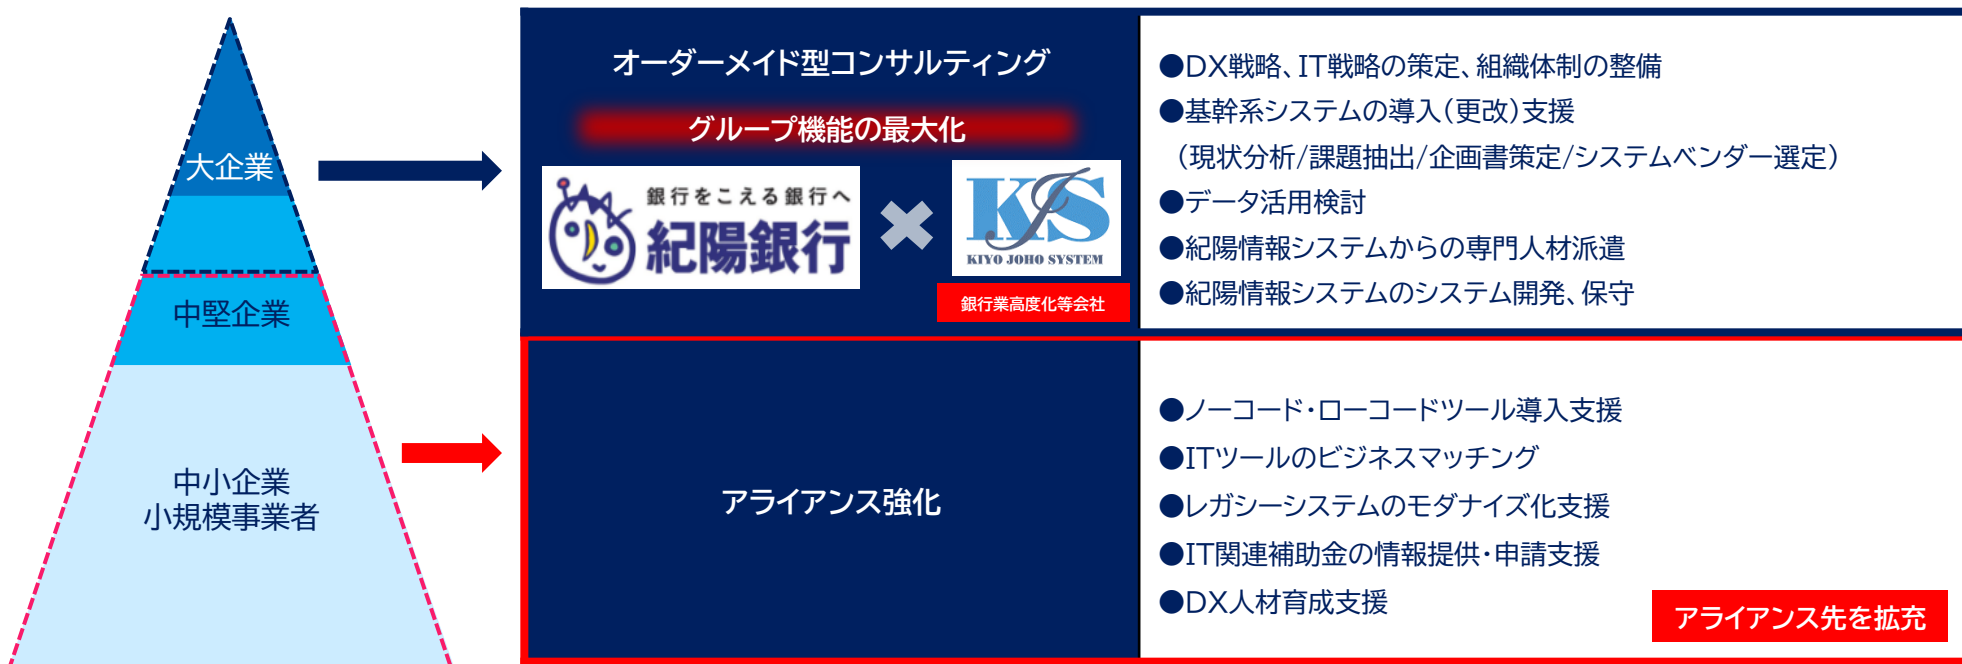 大企業
中堅企業
中小企業
小規模事業者
オーダーメイド型コンサルティング
グループ機能の最大化
銀行をこえる銀行へ
紀陽銀行
KJS
KIYO JOHO SYSTEM
銀行業高度化等会社
●DX戦略、IT戦略の策定、組織体制の整備
●基幹系システムの導入(更改)支援
(現状分析/課題抽出/企画書策定/システムベンダー選定)
●データ活用検討
●紀陽情報システムからの専門人材派遣
●紀陽情報システムのシステム開発、保守
アライアンス強化
●ノーコード・ローコードツール導入支援
●ITツールのビジネスマッチング
●レガシーシステムのモダナイズ化支援
●IT関連補助金の情報提供・申請支援
●DX人材育成支援
アライアンス先を拡充